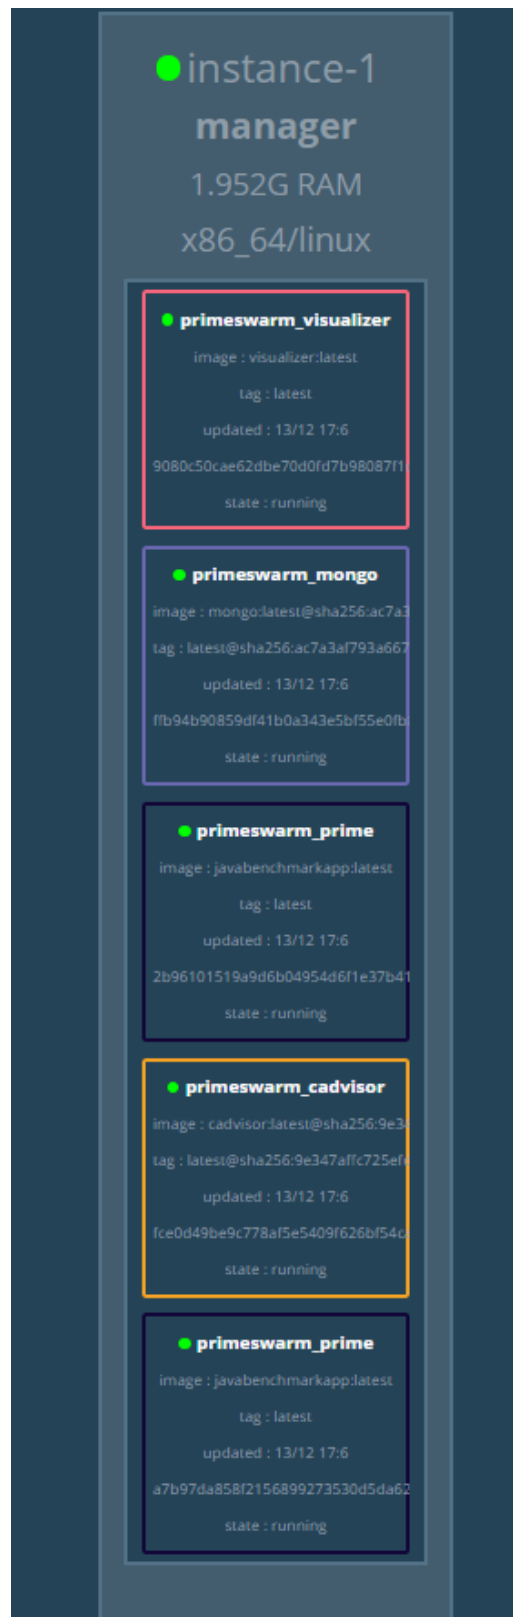 instance-1
manager
1.952G RAM
x86_64/linux
primeswarm_visualizer
image : visualizer:latest
tag : latest
updated : 13/12 17:6
9080c50cae62dbe70d0fd7b98087f1
state : running
primeswarm_mongo
image : mongo:latest@sha256:ac7a3
tag : latest@sha256:ac7a3af793a667
updated : 13/12 17:6
ffb94b90859df41b0a343e5bf55e0fb
state : running
primeswarm_prime
image : javabenchmarkapp:latest
tag : latest
updated : 13/12 17:6
2b96101519a9d6b04954d6f1e37b41
state : running
primeswarm_cadvisor
image : cadvisor:latest@sha256:9e34
tag : latest@sha256:9e347affc725efe
updated : 13/12 17:6
fce0d49be9c778af5e5409f626bf54c
state : running
primeswarm_prime
image : javabenchmarkapp:latest
tag : latest
updated : 13/12 17:6
a7b97da858f2156899273530d5da62
state : running